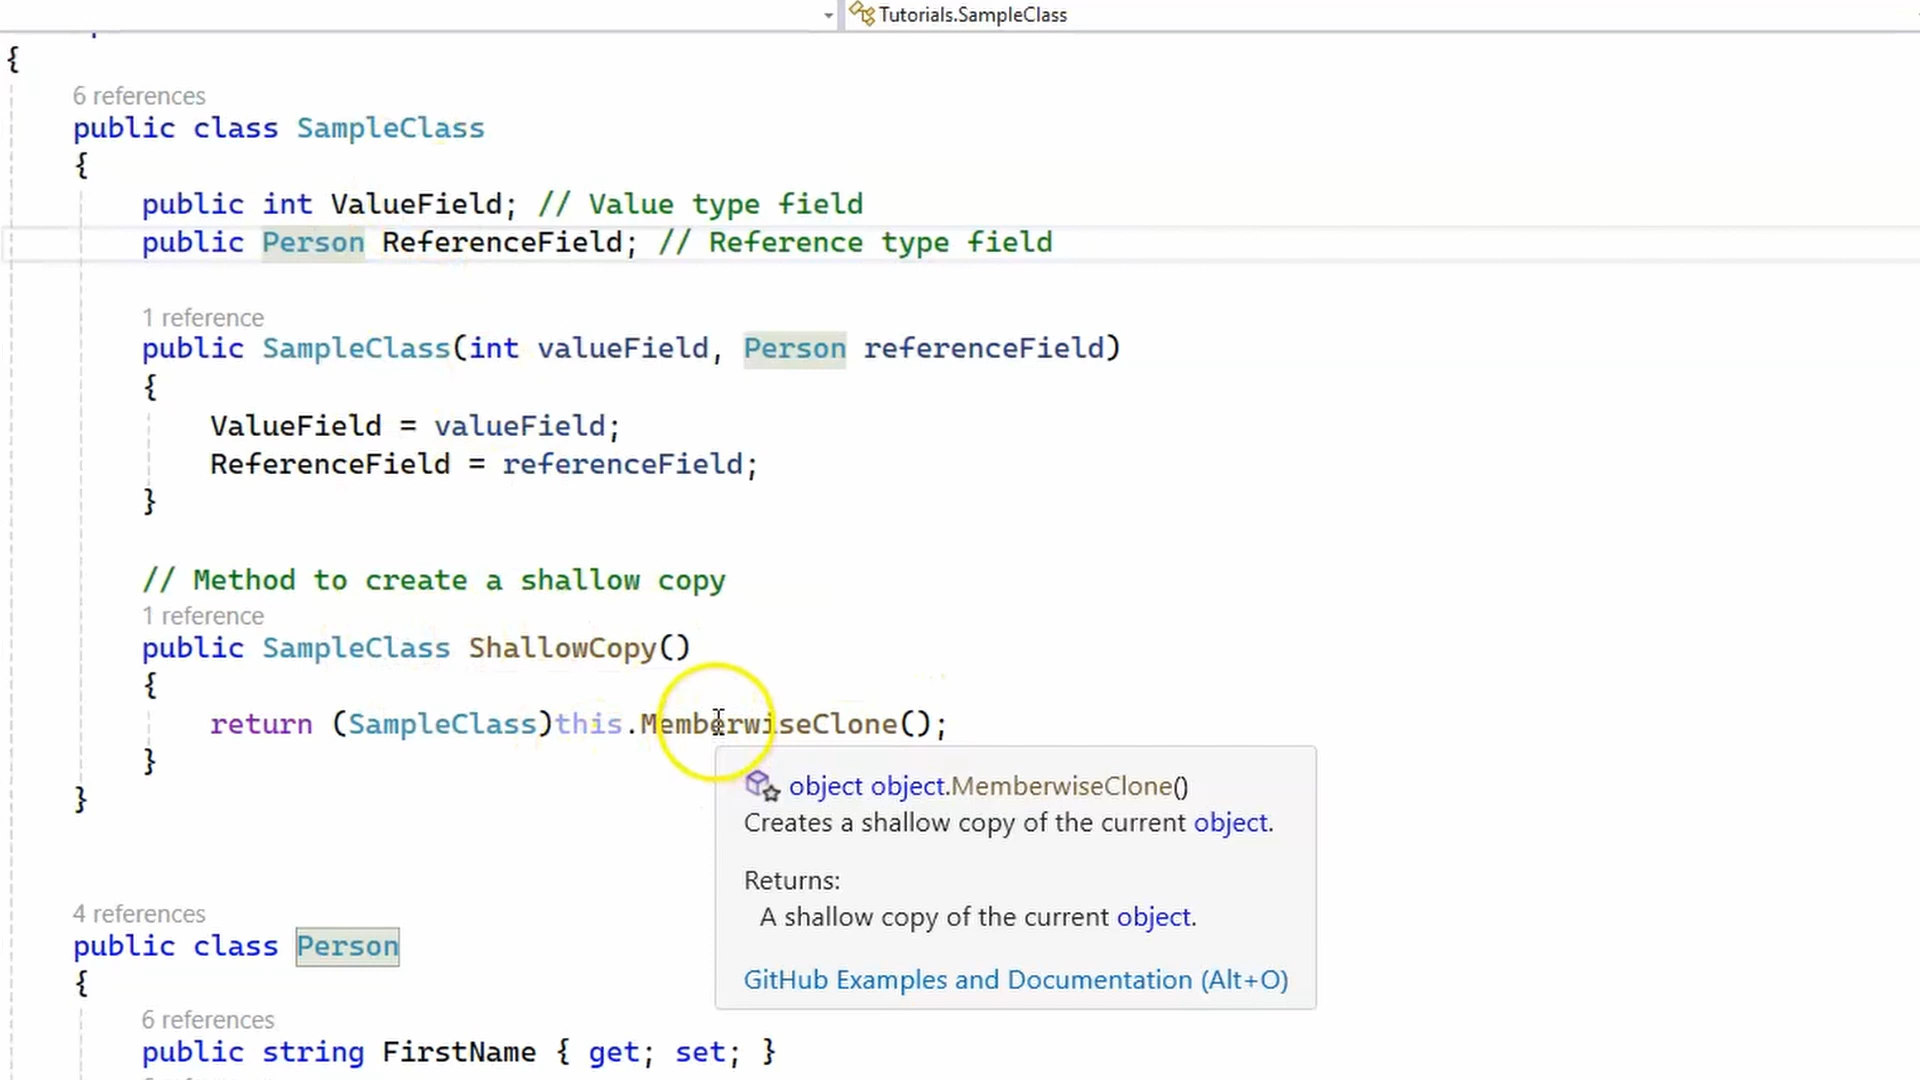 Tutorials.SampleClass
{
6 references
public class SampleClass
{
public int ValueField; // Value type field
public Person ReferenceField; // Reference type field
1 reference
public SampleClass(int valueField, Person referenceField)
{
ValueField = valueField;
ReferenceField = referenceField;
}
// Method to create a shallow copy
1 reference
public SampleClass ShallowCopy()
{
return (SampleClass)this.MemberwiseClone();
}
object object.MemberwiseClone()
Creates a shallow copy of the current object.
Returns:
A shallow copy of the current object.
GitHub Examples and Documentation (Alt+O)
}
4 references
public class Person
{
6 references
public string FirstName { get; set; }